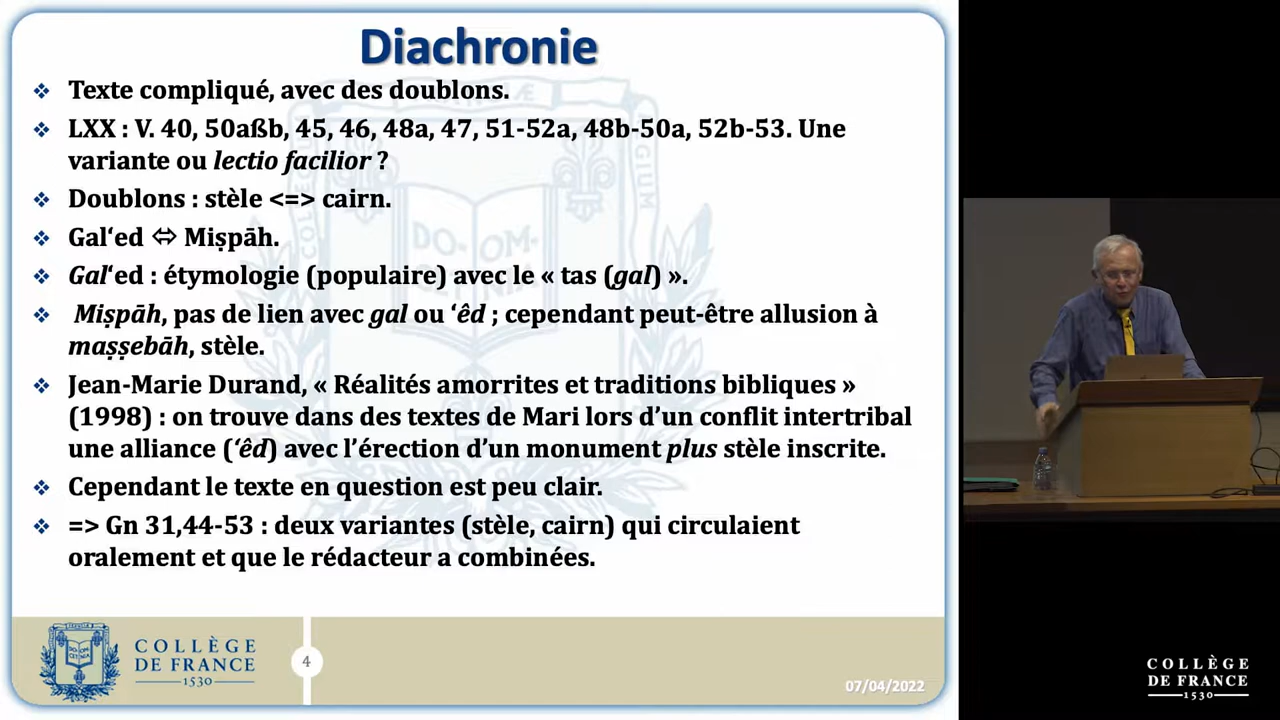 Diachronie
❖ Texte compliqué, avec des doublons.
❖ LXX : V. 40, 50aßb, 45, 46, 48a, 47, 51-52a, 48b-50a, 52b-53. Une
variante ou lectio facilior ?
❖ Doublons : stèle <=> cairn.
❖ Gal‘ed ⬄ Miṣpāh.
❖ Gal‘ed : étymologie (populaire) avec le « tas (gal) ».
❖ Miṣpāh, pas de lien avec gal ou ‘êd ; cependant peut-être allusion à
maṣṣebāh, stèle.
❖ Jean-Marie Durand, « Réalités amorrites et traditions bibliques »
(1998) : on trouve dans des textes de Mari lors d’un conflit intertribal
une alliance (‘êd) avec l’érection d’un monument plus stèle inscrite.
❖ Cependant le texte en question est peu clair.
❖ => Gn 31,44-53 : deux variantes (stèle, cairn) qui circulaient
oralement et que le rédacteur a combinées.
COLLÈGE
DE FRANCE
1530
4
07/04/2022
COLLÈGE
DE FRANCE
1530